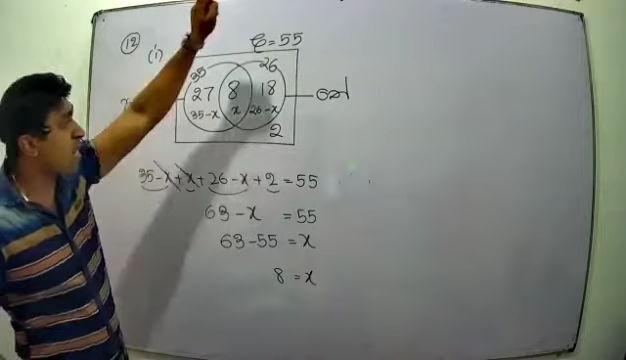 12
(i)
ε = 55
35 26
27 8 18
35-x x 26-x
2
35 - x + x + 26 - x + 2 = 55
63 - x = 55
63 - 55 = x
8 = x